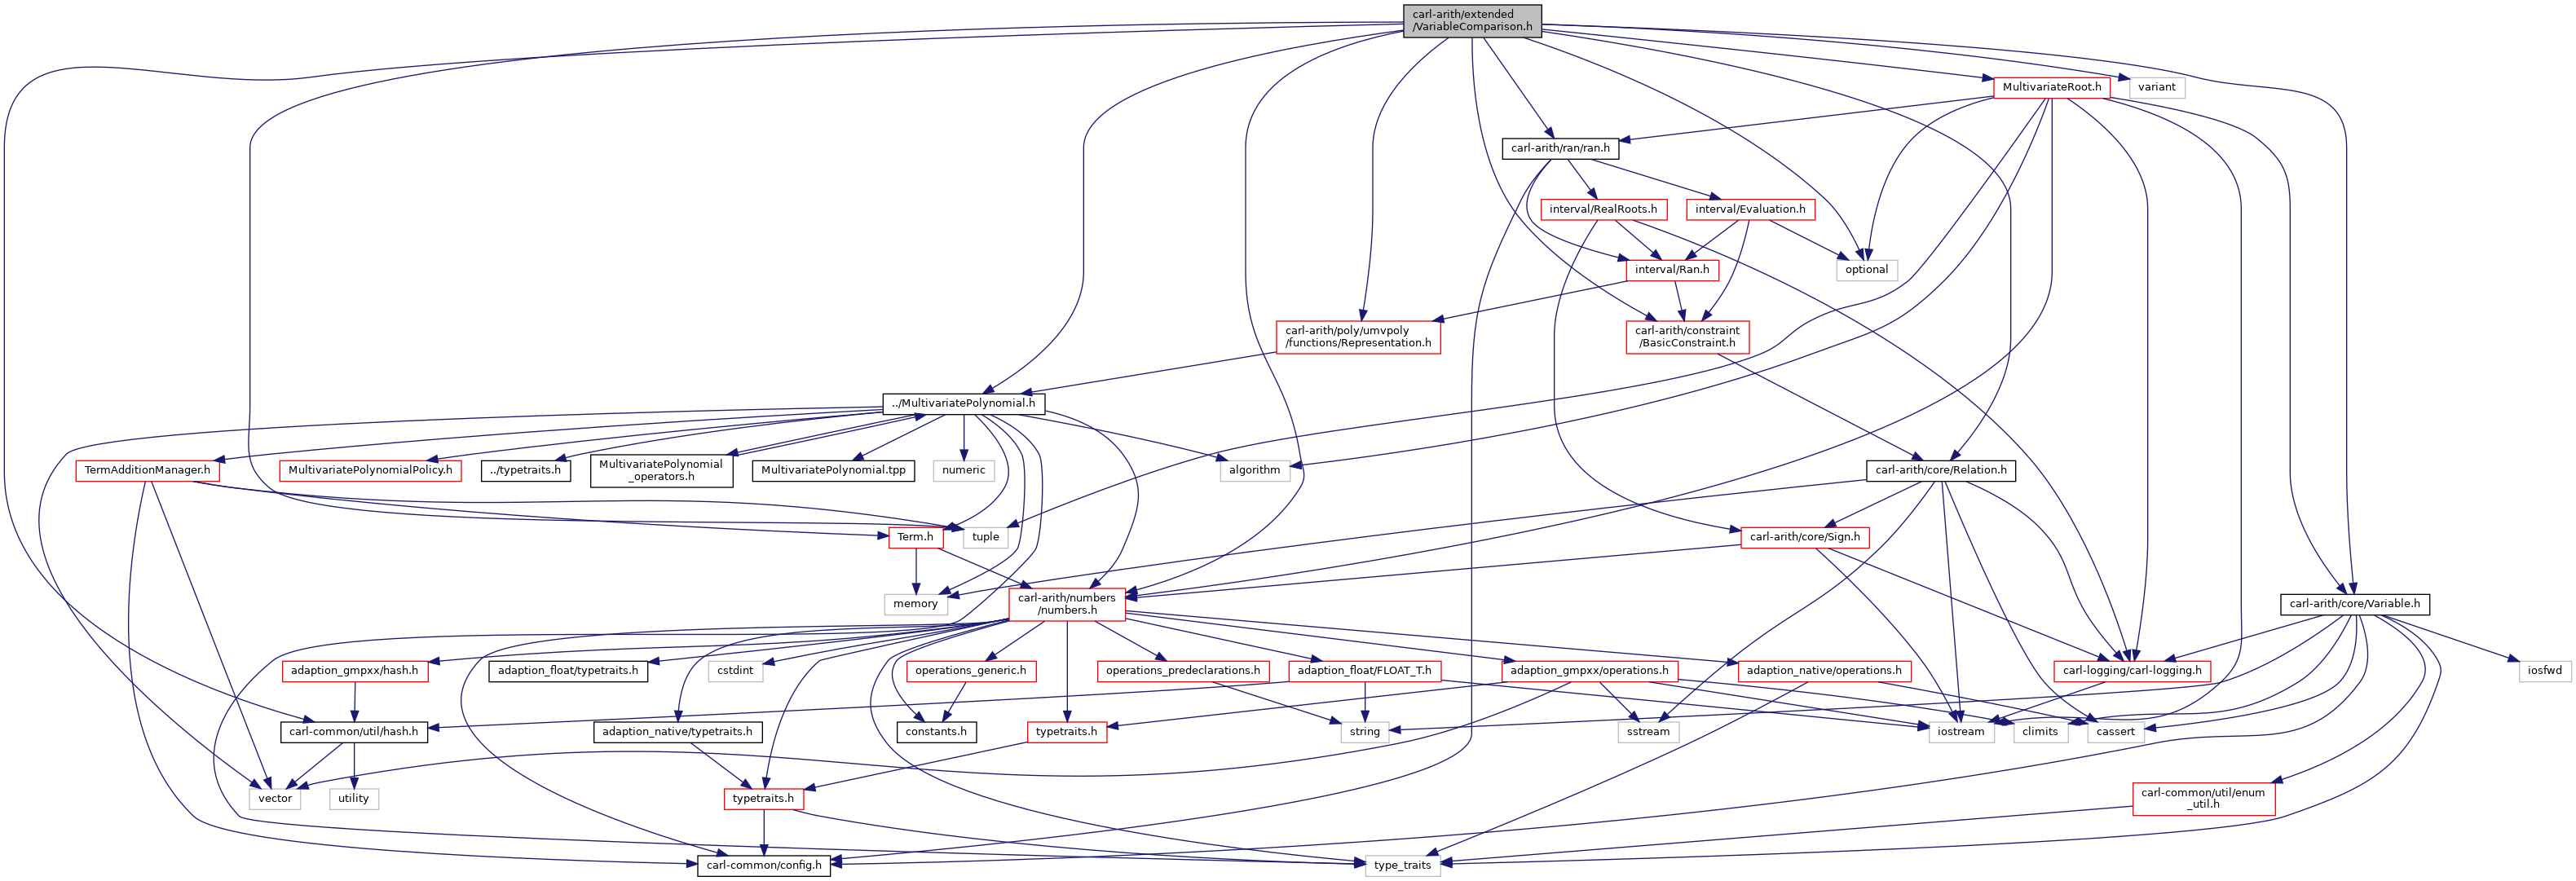 carl-arith/extended
/VariableComparison.h
MultivariateRoot.h
variant
carl-arith/ran/ran.h
interval/RealRoots.h
interval/Evaluation.h
interval/Ran.h
optional
carl-arith/poly/umvpoly
/functions/Representation.h
carl-arith/constraint
/BasicConstraint.h
../MultivariatePolynomial.h
TermAdditionManager.h
MultivariatePolynomialPolicy.h
../typetraits.h
MultivariatePolynomial
_operators.h
MultivariatePolynomial.tpp
numeric
algorithm
carl-arith/core/Relation.h
Term.h
tuple
carl-arith/core/Sign.h
memory
carl-arith/numbers
/numbers.h
carl-arith/core/Variable.h
adaption_gmpxx/hash.h
adaption_float/typetraits.h
cstdint
operations_generic.h
operations_predeclarations.h
adaption_float/FLOAT_T.h
adaption_gmpxx/operations.h
adaption_native/operations.h
carl-logging/carl-logging.h
iosfwd
carl-common/util/hash.h
adaption_native/typetraits.h
constants.h
typetraits.h
string
sstream
iostream
climits
cassert
vector
utility
typetraits.h
carl-common/util/enum
_util.h
carl-common/config.h
type_traits